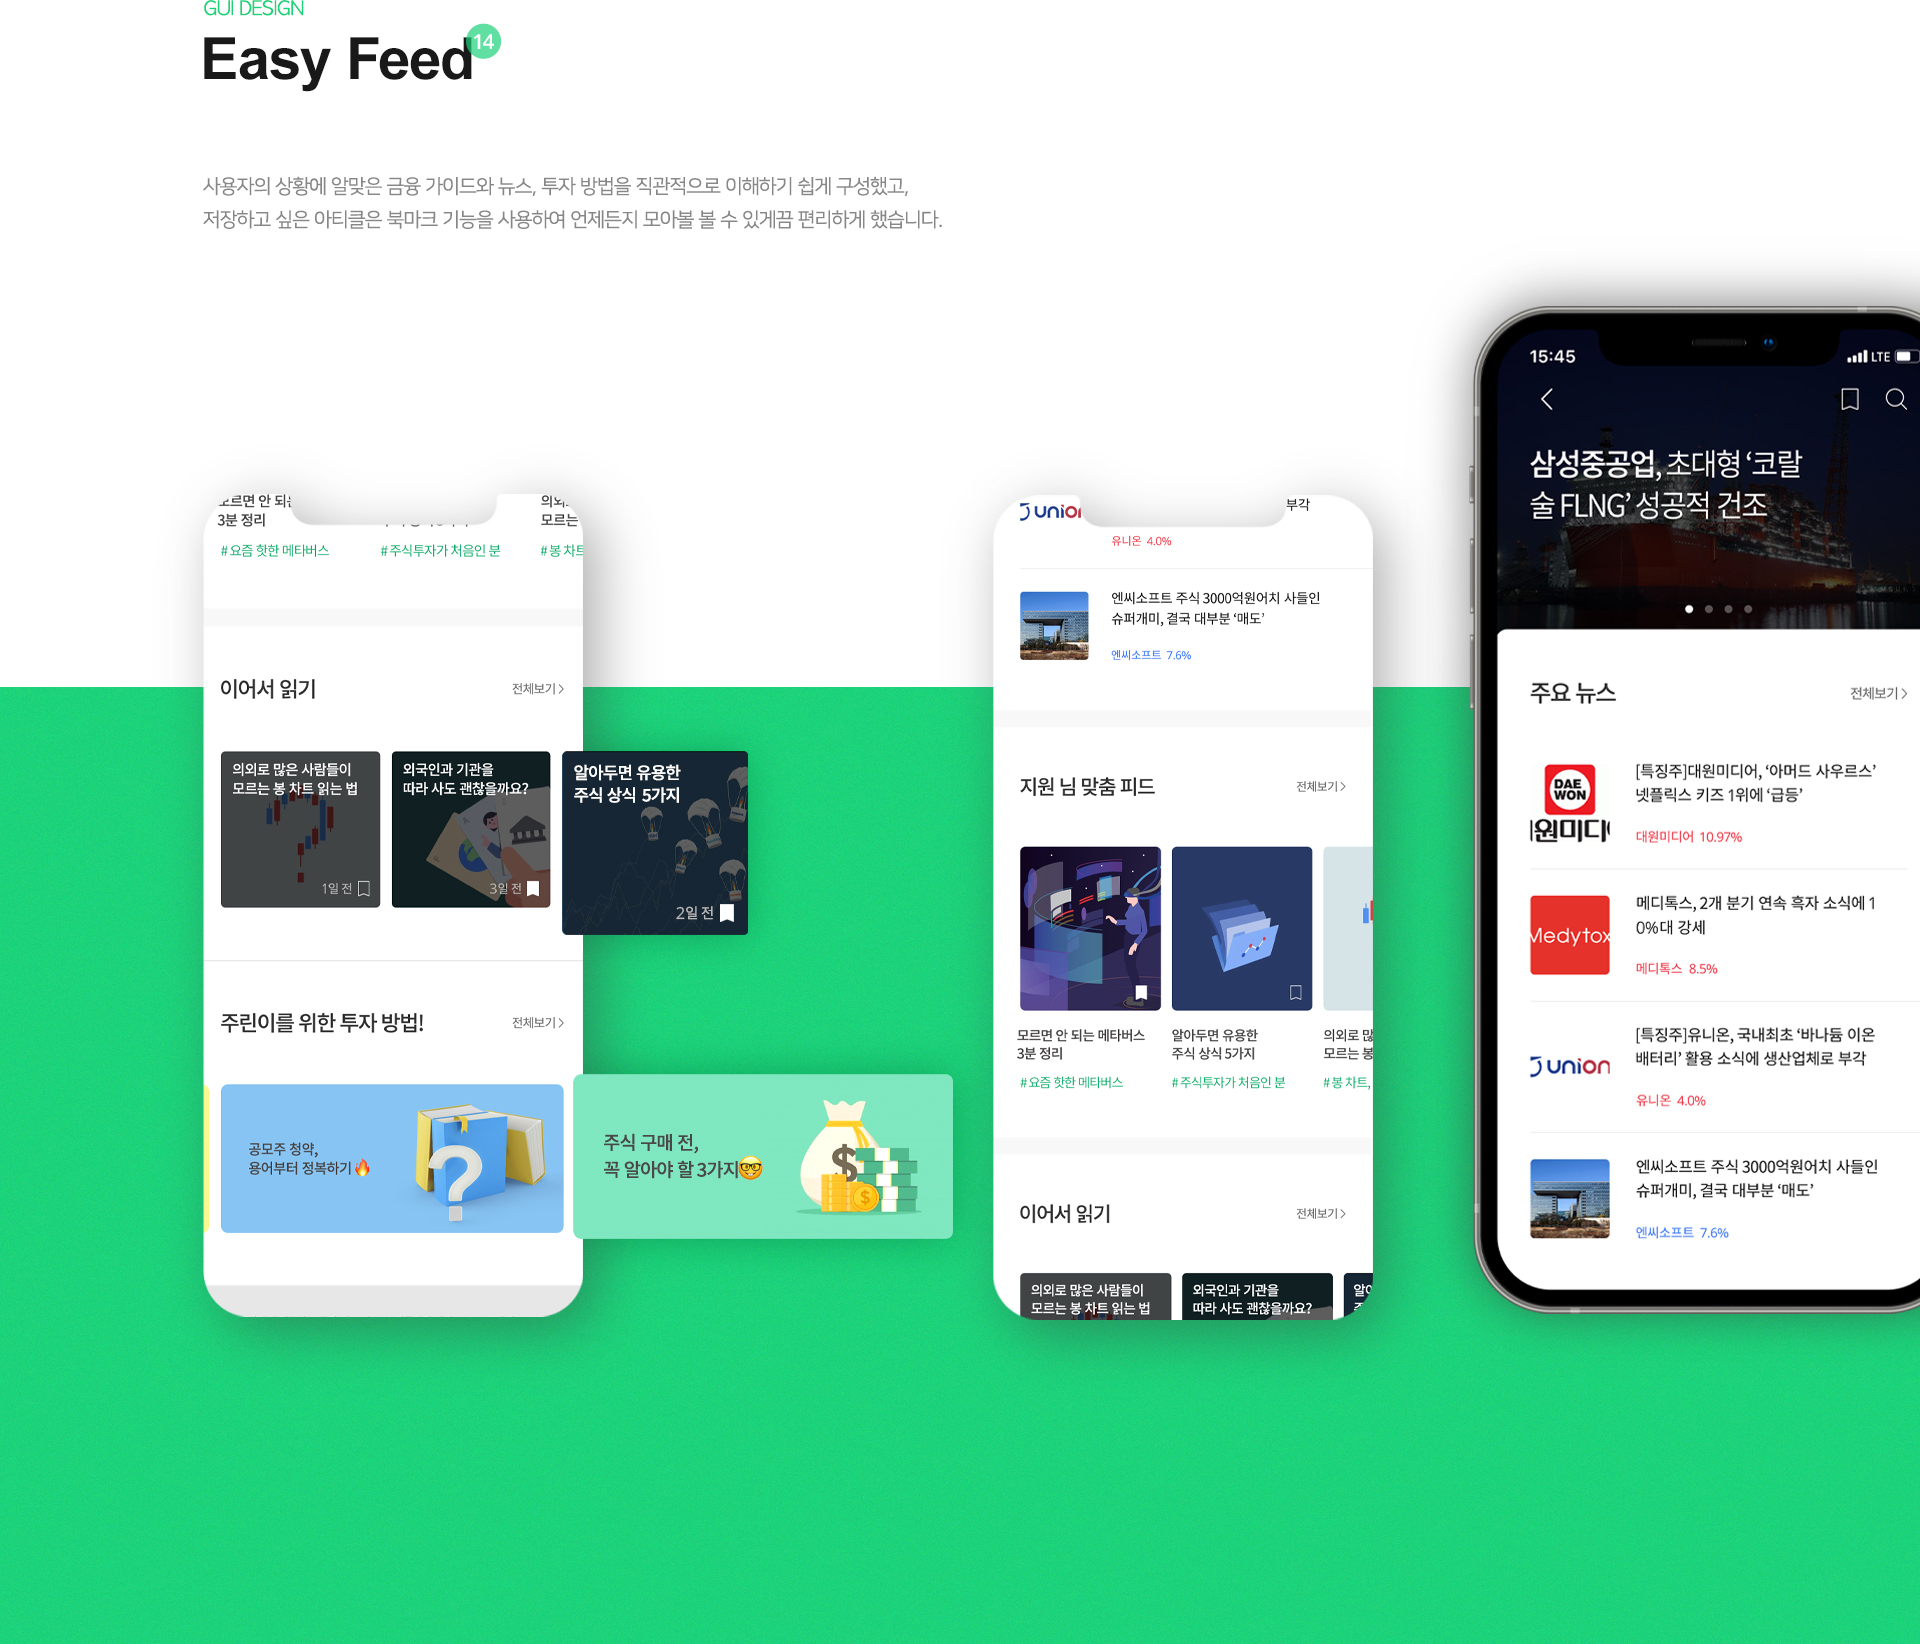 GUI DESIGN
Easy Feed
14
사용자의 상황에 알맞은 금융 가이드와 뉴스, 투자 방법을 직관적으로 이해하기 쉽게 구성했고,
저장하고 싶은 아티클은 북마크 기능을 사용하여 언제든지 모아볼 볼 수 있게끔 편리하게 했습니다.
모르면 안 되는
3분 정리
#요즘 핫한 메타버스
#주식투자가 처음인 분
의외
모르는
#봉 차트
이어서 읽기
전체보기 >
의외로 많은 사람들이
모르는 봉 차트 읽는 법
1일 전
외국인과 기관을
따라 사도 괜찮을까요?
3일 전
알아두면 유용한
주식 상식 5가지
2일 전
주린이를 위한 투자 방법!
전체보기 >
공모주 청약,
용어부터 정복하기🔥
주식 구매 전,
꼭 알아야 할 3가지🤓
union
부각
유니온 4.0%
엔씨소프트 주식 3000억원어치 사들인
슈퍼개미, 결국 대부분 ‘매도’
엔씨소프트 7.6%
지원 님 맞춤 피드
전체보기 >
모르면 안 되는 메타버스
3분 정리
#요즘 핫한 메타버스
알아두면 유용한
주식 상식 5가지
#주식투자가 처음인 분
의외로 많
모르는 봉
#봉 차트,
이어서 읽기
전체보기 >
의외로 많은 사람들이
모르는 봉 차트 읽는 법
외국인과 기관을
따라 사도 괜찮을까요?
알아
15:45
LTE
삼성중공업, 초대형 ‘코랄
술 FLNG’ 성공적 건조
주요 뉴스
전체보기 >
DAE
WON
대원미디어
[특징주]대원미디어, ‘아머드 사우르스’
넷플릭스 키즈 1위에 ‘급등’
대원미디어 10.97%
Medytox
메디톡스, 2개 분기 연속 흑자 소식에 1
0%대 강세
메디톡스 8.5%
union
[특징주]유니온, 국내최초 ‘바나듐 이온
배터리’ 활용 소식에 생산업체로 부각
유니온 4.0%
엔씨소프트 주식 3000억원어치 사들인
슈퍼개미, 결국 대부분 ‘매도’
엔씨소프트 7.6%